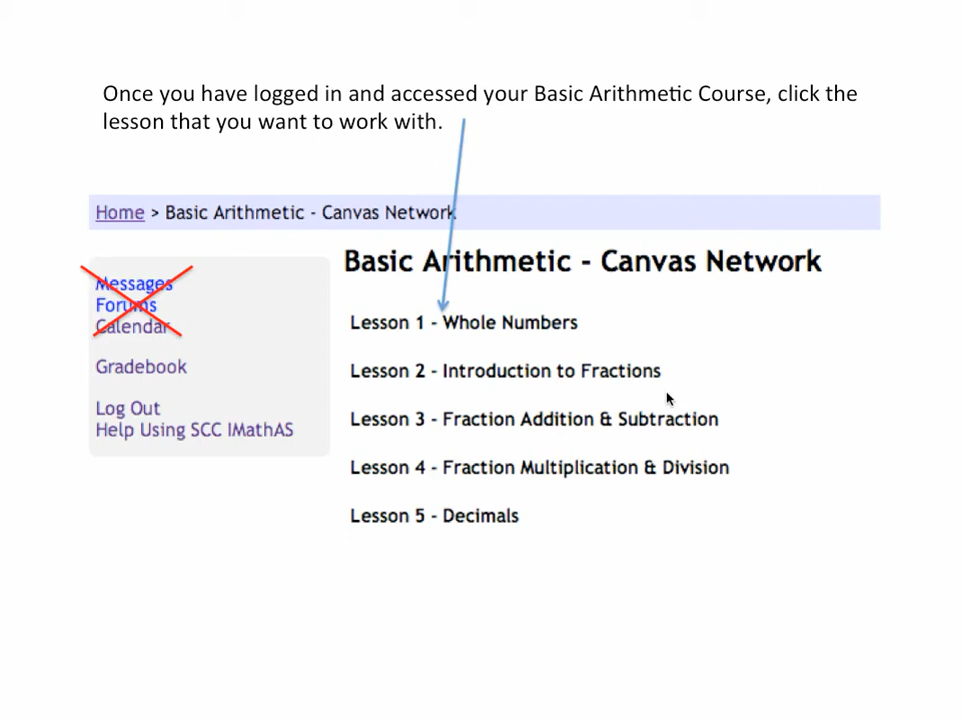 Once you have logged in and accessed your Basic Arithmetic Course, click the
lesson that you want to work with.
Home > Basic Arithmetic - Canvas Network
Messages
Forums
Calendar
Gradebook
Log Out
Help Using SCC IMathAS
Basic Arithmetic - Canvas Network
Lesson 1 - Whole Numbers
Lesson 2 - Introduction to Fractions
Lesson 3 - Fraction Addition & Subtraction
Lesson 4 - Fraction Multiplication & Division
Lesson 5 - Decimals